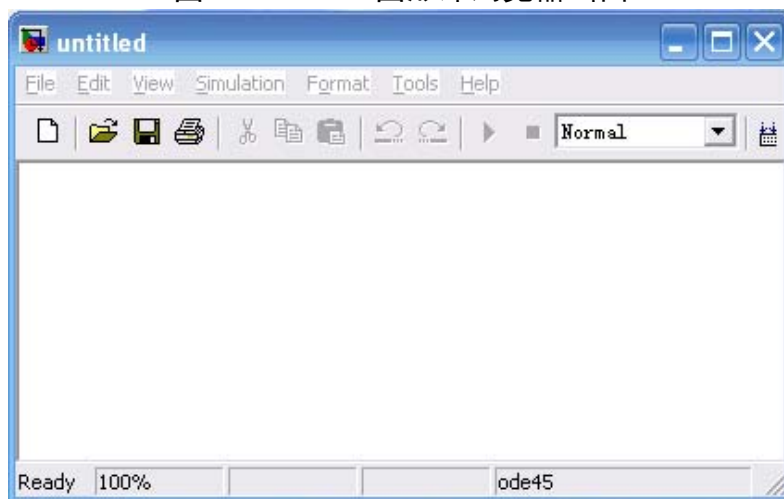 untitled
File Edit View Simulation Format Tools Help
Normal
Ready 100% ode45